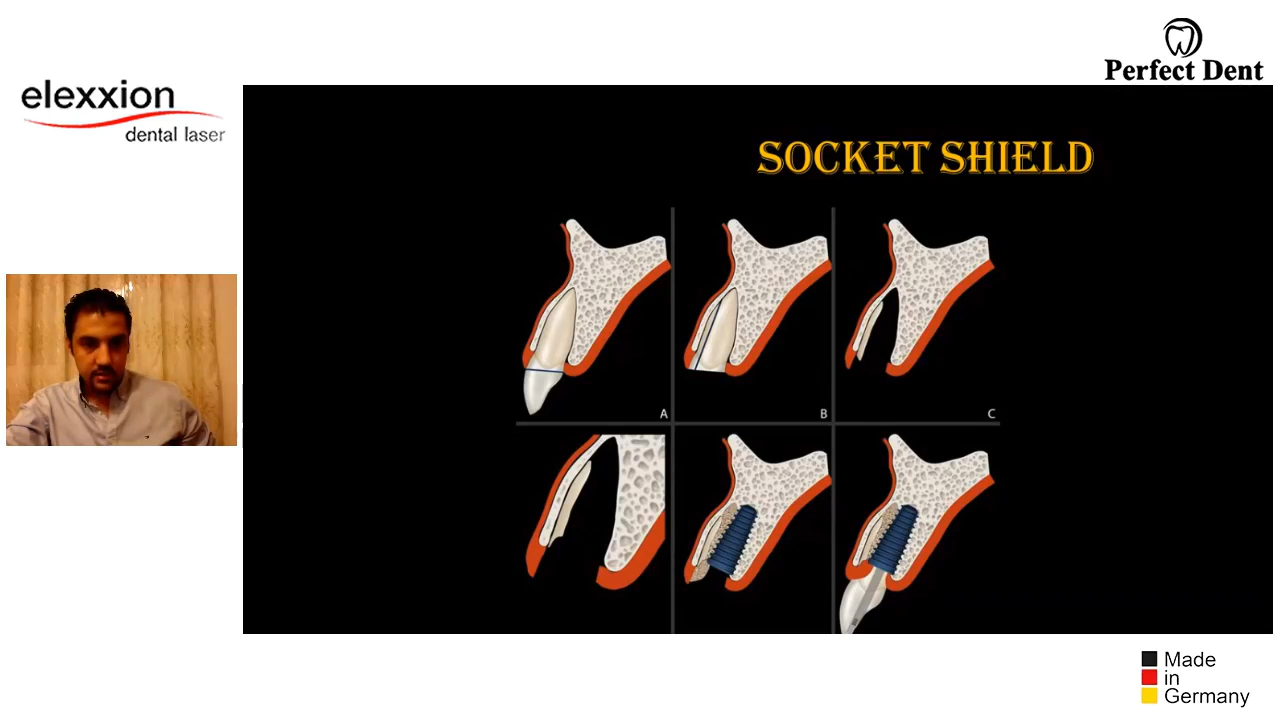 Perfect Dent
elexxion
dental laser
SOCKET SHIELD
A
B
C
Made
in
Germany